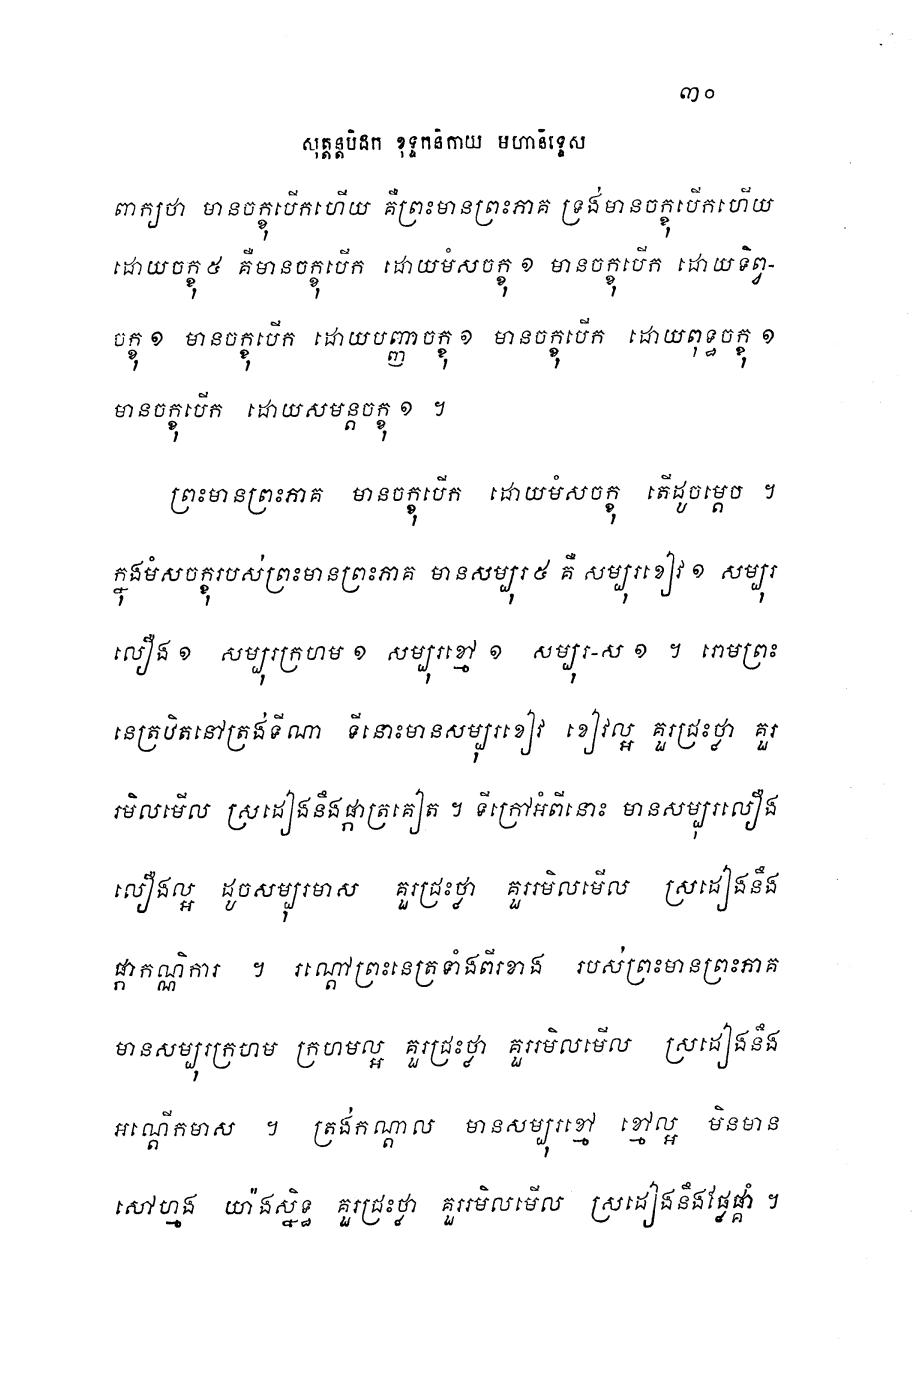 ៣០
សុត្តន្តបិដក ខុទ្ទកនិកាយ មហានិទ្ទេស
ពាក្យថា មានចក្ខុបើកហើយ គឺព្រះមានព្រះភាគ ទ្រង់មានចក្ខុបើកហើយ
ដោយចក្ខុ ៥ គឺមានចក្ខុបើក ដោយមំសចក្ខុ ១ មានចក្ខុបើក ដោយទិព្វ-
ចក្ខុ ១ មានចក្ខុបើក ដោយបញ្ញាចក្ខុ ១ មានចក្ខុបើក ដោយពុទ្ធចក្ខុ ១
មានចក្ខុបើក ដោយសមន្តចក្ខុ ១ ។
ព្រះមានព្រះភាគ មានចក្ខុបើក ដោយមំសចក្ខុ តើដូចម្តេច ។
ក្នុងមំសចក្ខុរបស់ព្រះមានព្រះភាគ មានសម្បុរ ៥ គឺ សម្បុរខៀវ ១ សម្បុរ
លឿង ១ សម្បុរក្រហម ១ សម្បុរខ្មៅ ១ សម្បុរ-ស ១ ។ រោមព្រះ
នេត្រឋិតនៅត្រង់ទីណា ទីនោះមានសម្បុរខៀវ ខៀវល្អ គួរជ្រះថ្លា គួរ
រមិលមើល ស្រដៀងនឹងផ្កាត្រគៀត ។ ទីក្រៅអំពីនោះ មានសម្បុរលឿង
លឿងល្អ ដូចសម្បុរមាស គួរជ្រះថ្លា គួររមិលមើល ស្រដៀងនឹង
ផ្កាកណ្ណិការ ។ រណ្តៅព្រះនេត្រទាំងពីរខាង របស់ព្រះមានព្រះភាគ
មានសម្បុរក្រហម ក្រហមល្អ គួរជ្រះថ្លា គួររមិលមើល ស្រដៀងនឹង
អណ្តើកមាស ។ ត្រង់កណ្តាល មានសម្បុរខ្មៅ ខ្មៅល្អ មិនមាន
សៅហ្មង យ៉ាងស្និទ្ធ គួរជ្រះថ្លា គួររមិលមើល ស្រដៀងនឹងផ្លែផ្គាំ ។